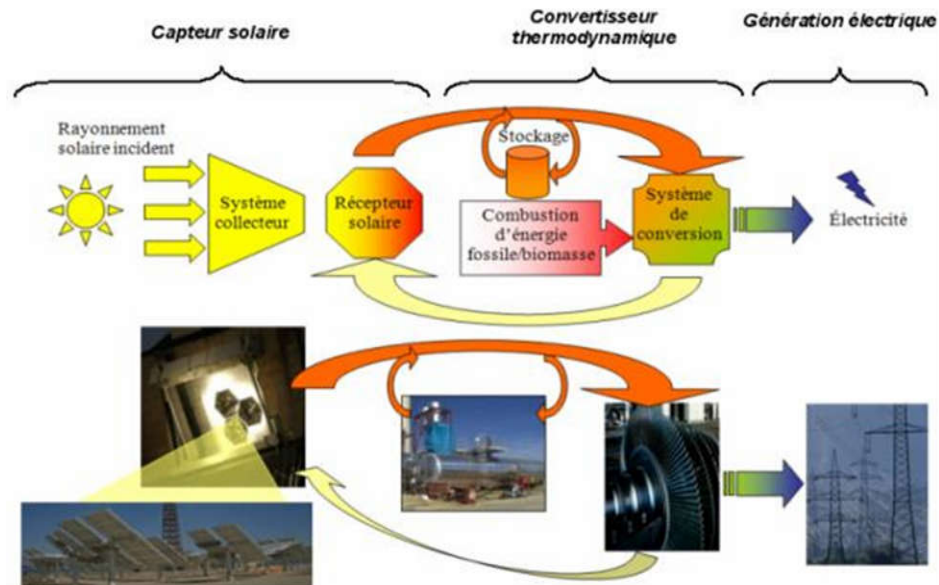 Capteur solaire
Convertisseur
thermodynamique
Génération électrique
Rayonnement
solaire incident
Système
collecteur
Récepteur
solaire
Stockage
Combustion
d'énergie
fossile/biomasse
Système
de
conversion
Électricité